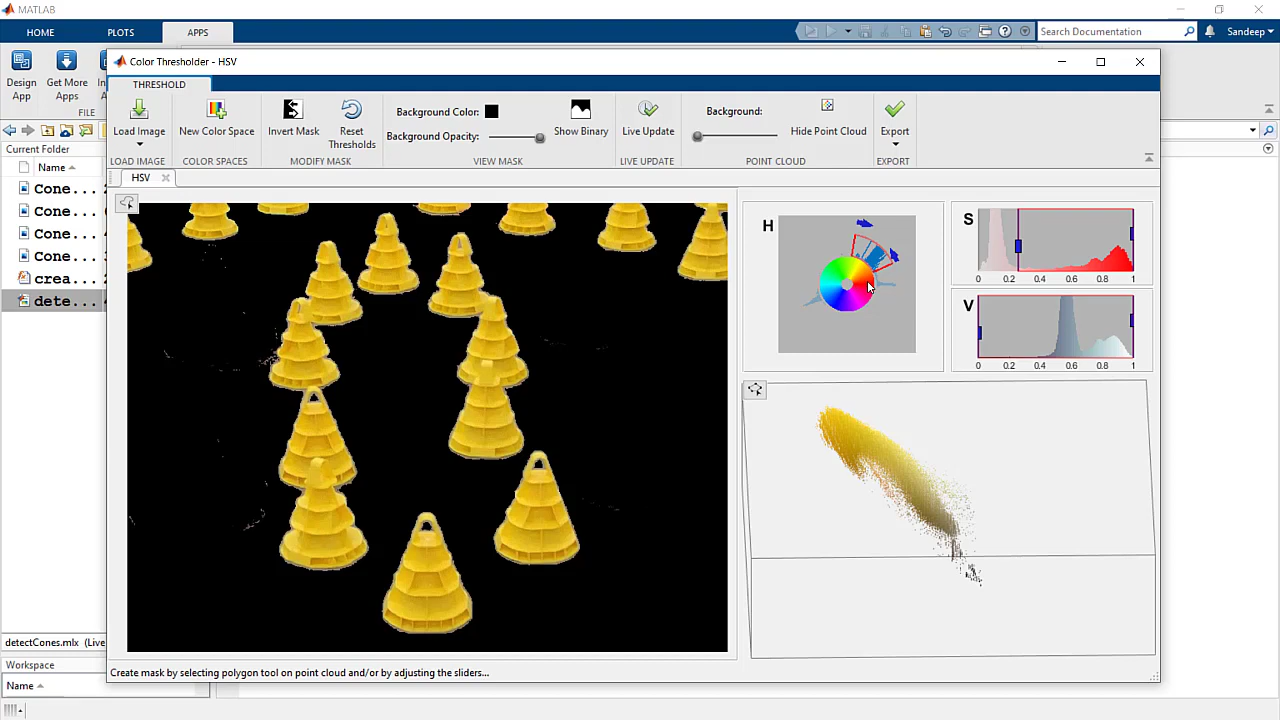 MATLAB
HOME PLOTS APPS
Search Documentation Sandeep
Color Thresholder - HSV
THRESHOLD
Design App
Get More Apps
FILE
Load Image
New Color Space
Invert Mask
Reset Thresholds
Background Color:
Background Opacity:
Show Binary
Live Update
Background:
Hide Point Cloud
Export
LOAD IMAGE COLOR SPACES MODIFY MASK VIEW MASK LIVE UPDATE POINT CLOUD EXPORT
Current Folder
Name
Cone...
Cone...
Cone...
Cone...
crea...
dete...
HSV
H
S
0 0.2 0.4 0.6 0.8 1
V
0 0.2 0.4 0.6 0.8 1
detectCones.mlx (Live
Workspace
Name
Create mask by selecting polygon tool on point cloud and/or by adjusting the sliders...